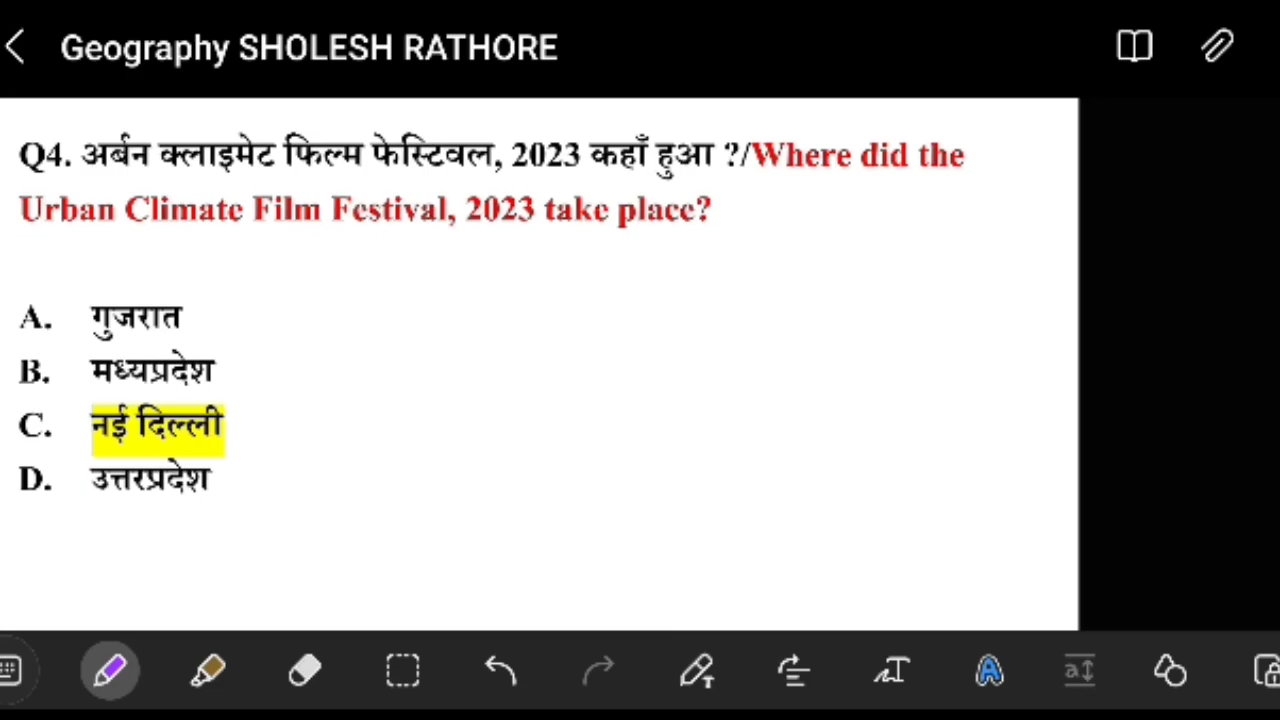 Geography SHOLESH RATHORE
Q4. अर्बन क्लाइमेट फिल्म फेस्टिवल, 2023 कहाँ हुआ ?/Where did the
Urban Climate Film Festival, 2023 take place?
A. गुजरात
B. मध्यप्रदेश
C. नई दिल्ली
D. उत्तरप्रदेश